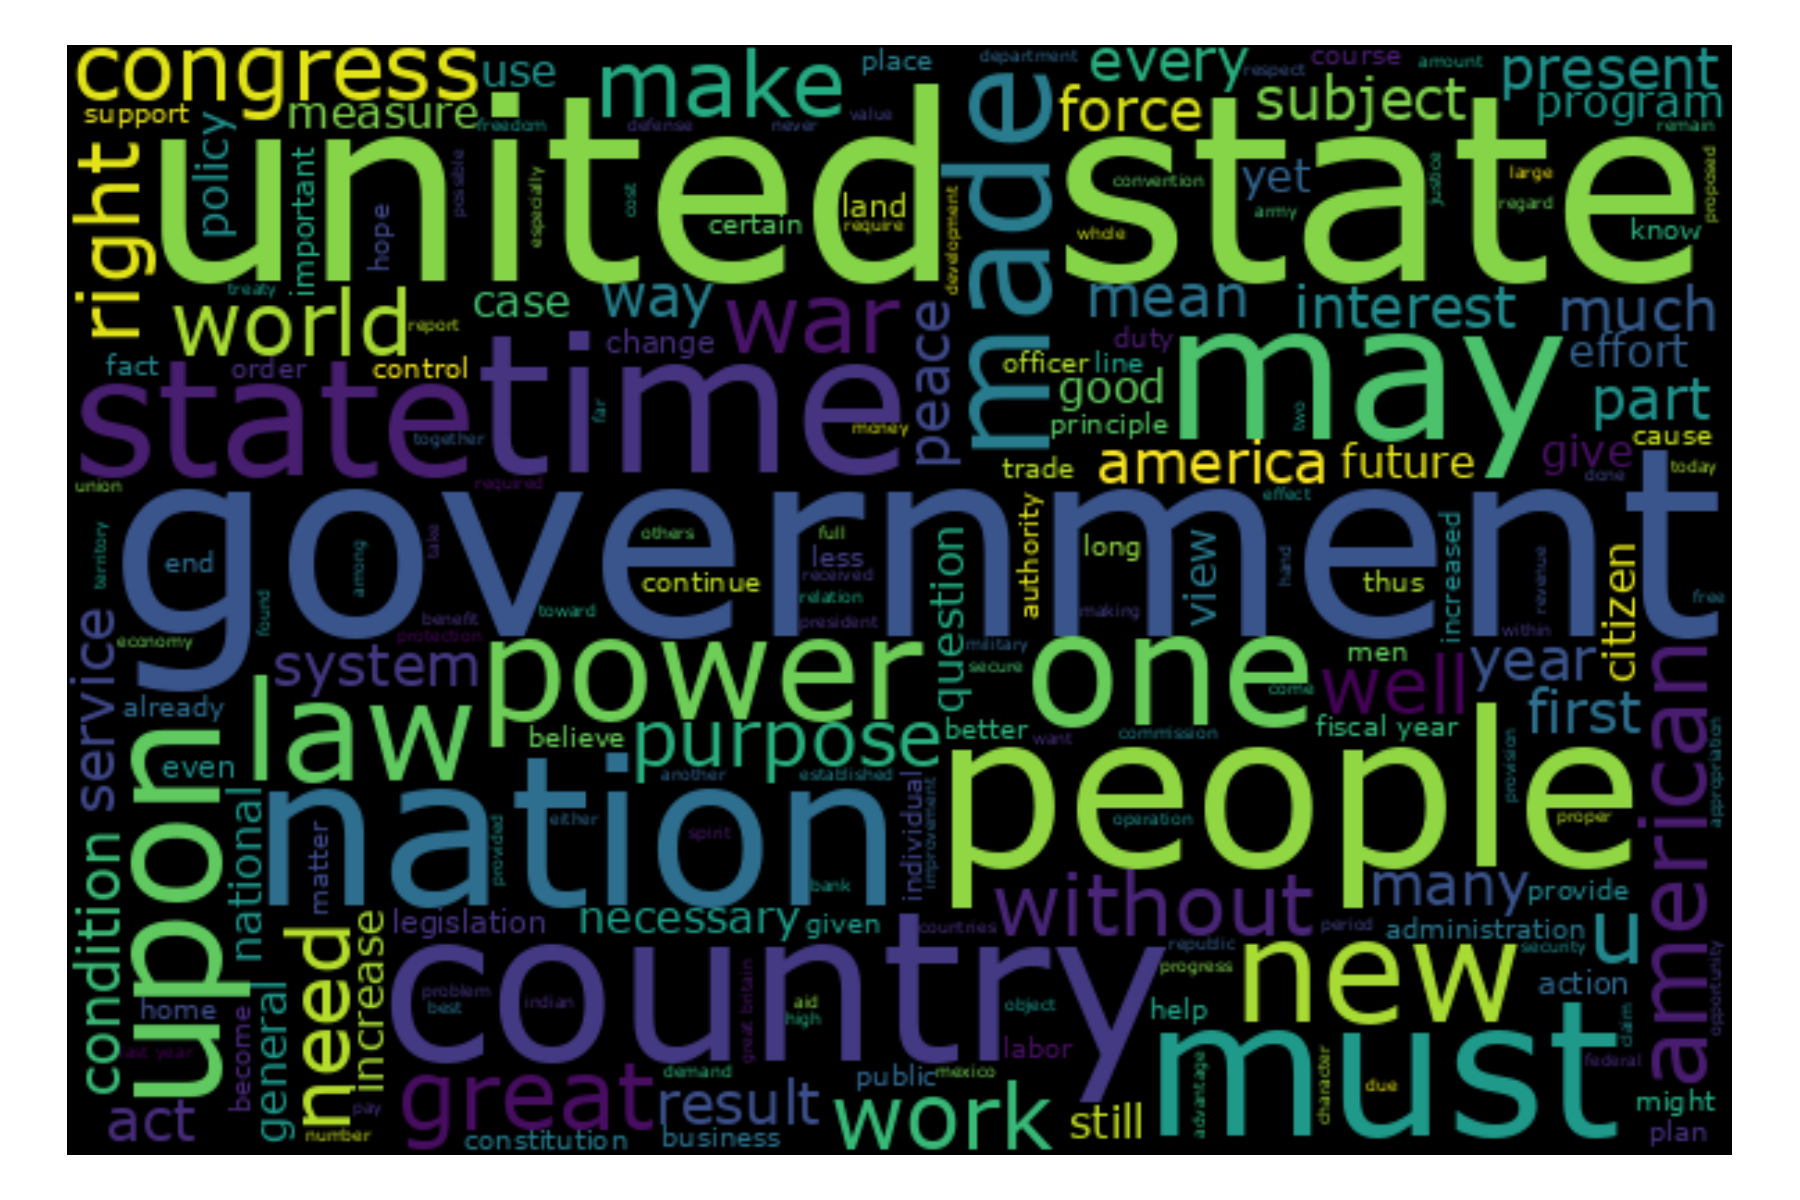 congress
use
make
place
department
every
respect
course
amount
present
support
measure
freedom
defense
never
value
force
subject
program
remain
united state
made
right
policy
important
hope
possible
especially
cost
certain
land
require
development
convention
yet
army
whole
justice
large
regard
know
proposed
treaty
world
report
case
way
war
change
peace
mean
interest
much
duty
effort
fact
order
control
officer
line
good
may
part
state
time
together
far
money
principle
two
cause
union
required
trade
america
future
give
today
done
effect
government
territory
end
among
take
others
full
less
continue
received
relation
authority
long
view
hand
thus
increased
revenue
citizen
free
service
economy
found
benefit
protection
toward
president
question
making
military
secure
within
system
power
one
come
men
well
year
american
already
law
believe
purpose
better
want
commission
fiscal year
first
upon
even
nation
another
established
individual
improvement
people
provision
appropriation
national
matter
provided
either
spirit
bank
operation
proper
condition
need
increase
legislation
necessary
given
countries
without
period
many
provide
administration
u
security
republic
progress
new
action
country
problem
best
indian
great britain
aid
high
object
help
home
last year
become
general
labor
must
claim
federal
opportunity
demand
public
mexico
advantage
character
due
act
number
pay
great
result
work
still
might
plan
constitution
business